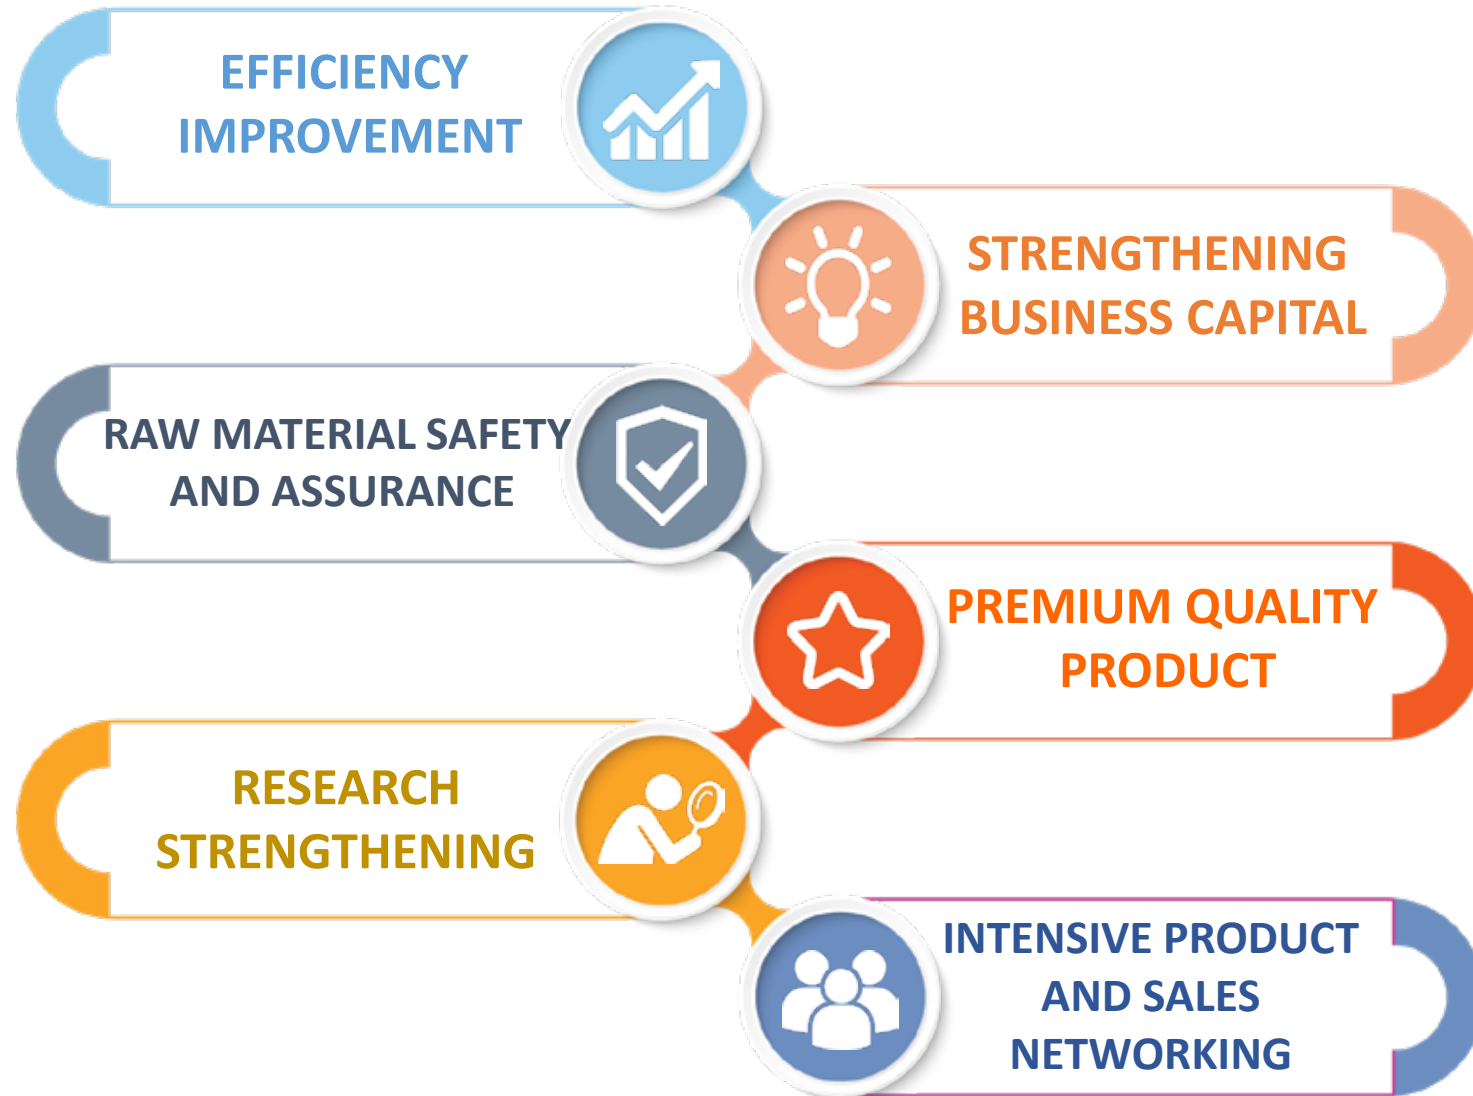 EFFICIENCY
IMPROVEMENT
STRENGTHENING
BUSINESS CAPITAL
RAW MATERIAL SAFETY
AND ASSURANCE
PREMIUM QUALITY
PRODUCT
RESEARCH
STRENGTHENING
INTENSIVE PRODUCT
AND SALES
NETWORKING